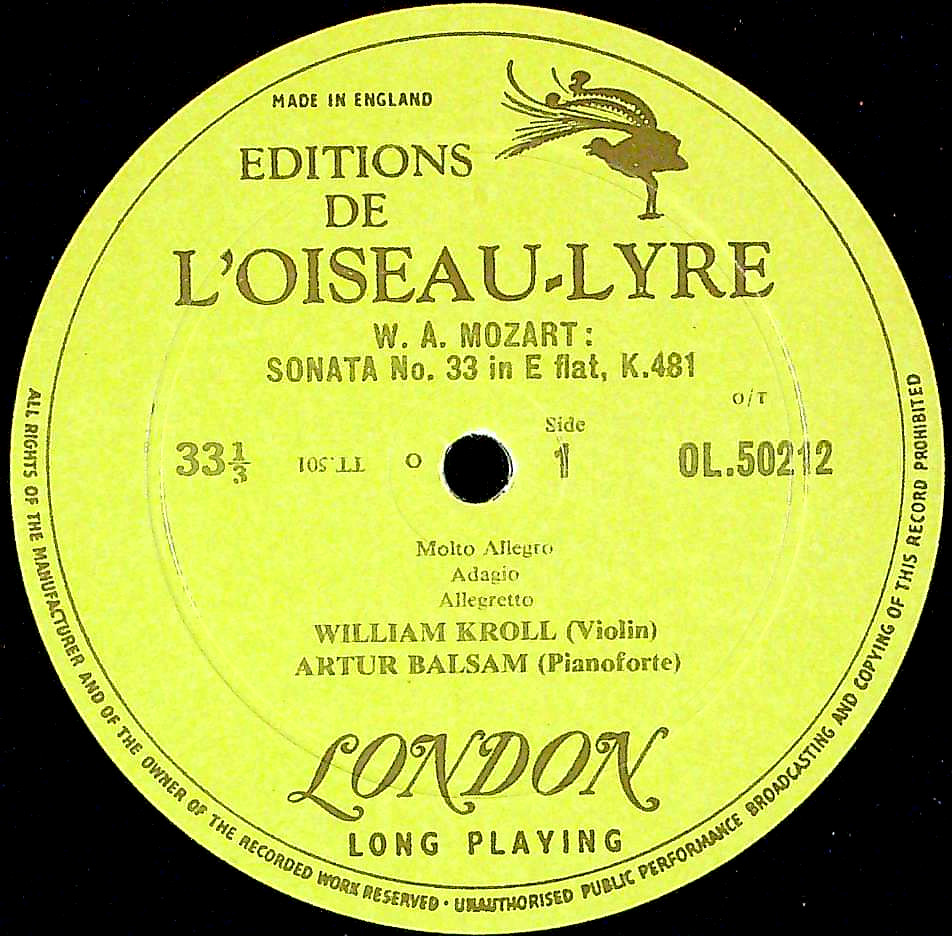 MADE IN ENGLAND
EDITIONS
DE
L'OISEAU-LYRE
W. A. MOZART:
SONATA No. 33 in E flat, K.481
O/T
33⅓ TT.501 O Side 1 OL.50212
Molto Allegro
Adagio
Allegretto
WILLIAM KROLL (Violin)
ARTUR BALSAM (Pianoforte)
LONDON
LONG PLAYING
ALL RIGHTS OF THE MANUFACTURER AND OF THE OWNER OF THE RECORDED WORK RESERVED · UNAUTHORISED PUBLIC PERFORMANCE BROADCASTING AND COPYING OF THIS RECORD PROHIBITED